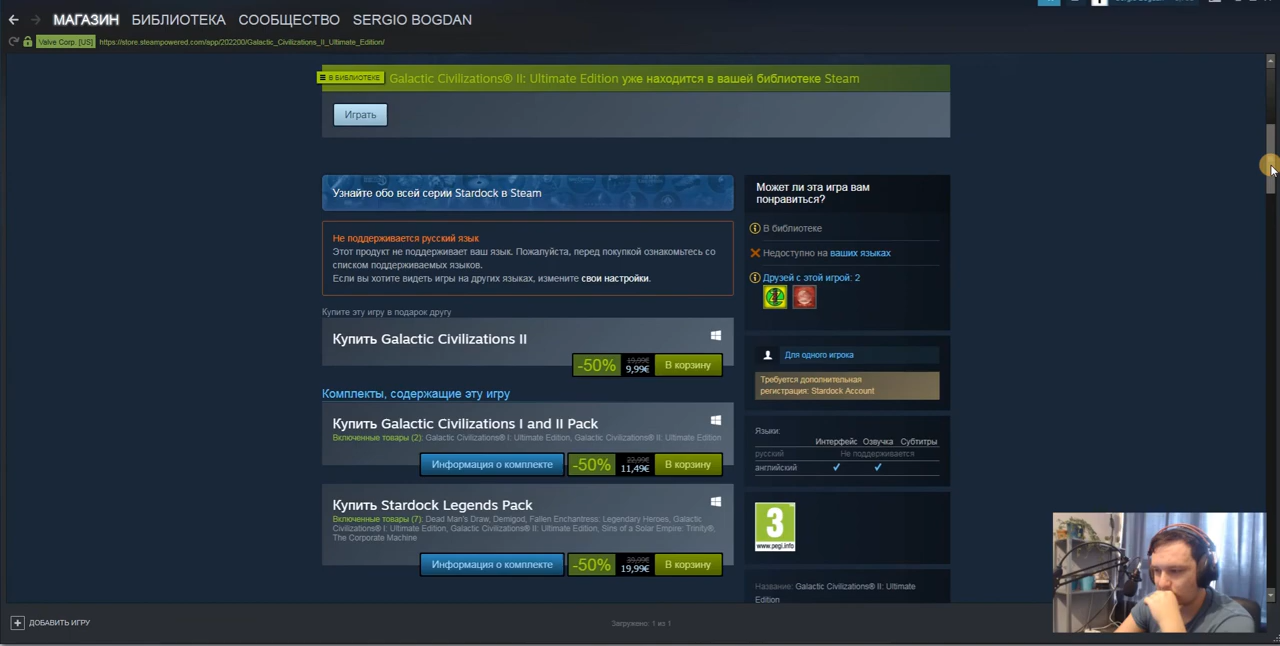 МАГАЗИН БИБЛИОТЕКА СООБЩЕСТВО SERGIO BOGDAN
Valve Corp. [US] https://store.steampowered.com/app/202200/Galactic_Civilizations_II_Ultimate_Edition/
В БИБЛИОТЕКЕ Galactic Civilizations® II: Ultimate Edition уже находится в вашей библиотеке Steam
Играть
Узнайте обо всей серии Stardock в Steam
Не поддерживается русский язык
Этот продукт не поддерживает ваш язык. Пожалуйста, перед покупкой ознакомьтесь со
списком поддерживаемых языков.
Если вы хотите видеть игры на других языках, измените свои настройки.
Купите эту игру в подарок другу
Купить Galactic Civilizations II
-50% 19,99€ 9,99€ В корзину
Комплекты, содержащие эту игру
Купить Galactic Civilizations I and II Pack
Включенные товары (2): Galactic Civilizations® I: Ultimate Edition, Galactic Civilizations® II: Ultimate Edition
Информация о комплекте -50% 22,99€ 11,49€ В корзину
Купить Stardock Legends Pack
Включенные товары (7): Dead Man's Draw, Demigod, Fallen Enchantress: Legendary Heroes, Galactic
Civilizations® I: Ultimate Edition, Galactic Civilizations® II: Ultimate Edition, Sins of a Solar Empire: Trinity®,
The Corporate Machine
Информация о комплекте -50% 39,99€ 19,99€ В корзину
Может ли эта игра вам
понравиться?
В библиотеке
Недоступно на ваших языках
Друзей с этой игрой: 2
Для одного игрока
Требуется дополнительная
регистрация: Stardock Account
Языки:
Интерфейс Озвучка Субтитры
русский Не поддерживается
английский ✔ ✔
3
www.pegi.info
Название: Galactic Civilizations® II: Ultimate
Edition
ДОБАВИТЬ ИГРУ
Загружено: 1 из 1